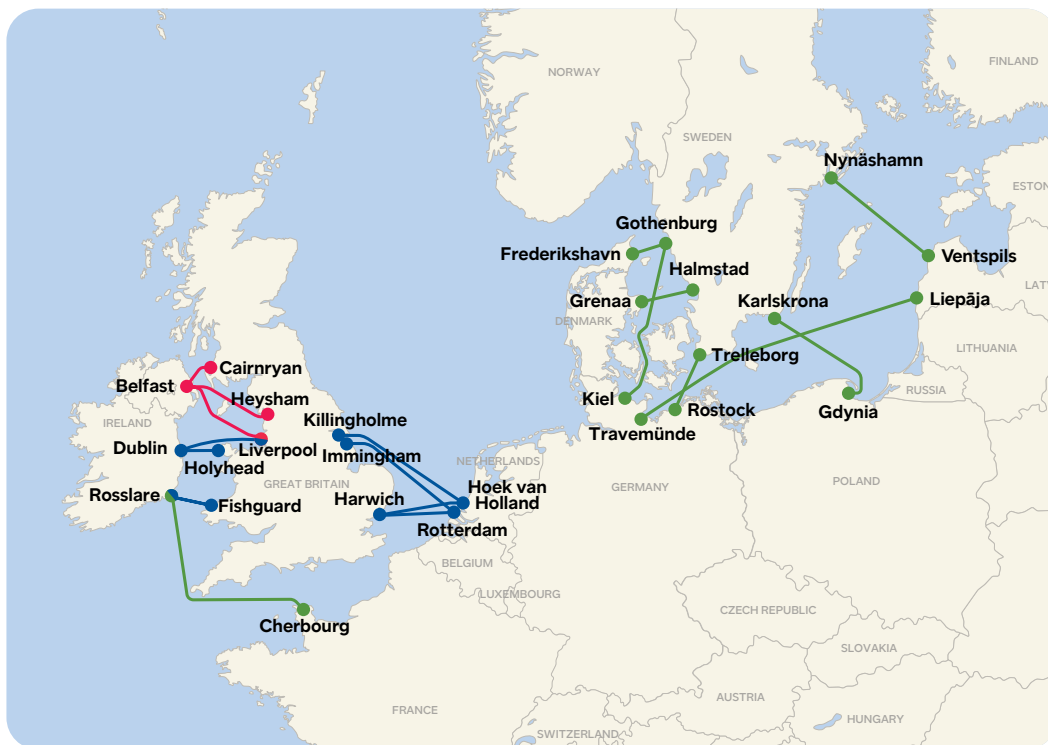 NORWAY
FINLAND
SWEDEN
Nynäshamn
ESTON
Gothenburg
Frederikshavn
Ventspils
Halmstad
LATV
Grenaa
Karlskrona
Liepāja
DENMARK
LITHUANIA
Trelleborg
Cairnryan
Belfast
RUSSIA
Heysham
Kiel
Rostock
Gdynia
Killingholme
IRELAND
Travemünde
Dublin
Liverpool
Immingham
Holyhead
NETHERLANDS
GREAT BRITAIN
Hoek van
Holland
GERMANY
POLAND
Rosslare
Harwich
Fishguard
Rotterdam
BELGIUM
LUXEMBOURG
CZECH REPUBLIC
Cherbourg
SLOVAKIA
AUSTRIA
FRANCE
HUNGARY
SWITZERLAND